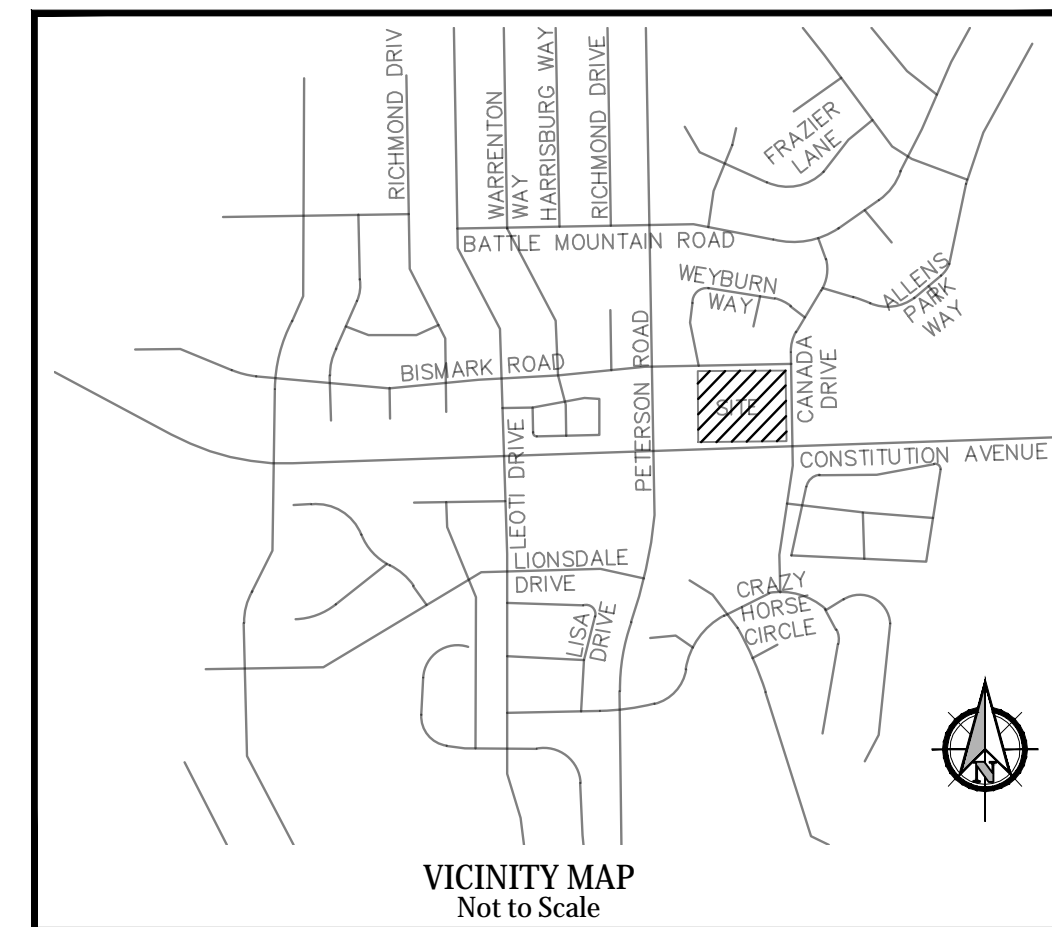 RICHMOND DRIV
WARRENTON
WAY
HARRISBURG WAY
RICHMOND DRIVE
FRAZIER
LANE
BATTLE MOUNTAIN ROAD
WEYBURN
WAY
ALLENS
PARK
WAY
BISMARK ROAD
PETERSON ROAD
SITE
CANADA
DRIVE
CONSTITUTION AVENUE
LEOTI DRIVE
LIONSDALE
DRIVE
LISA
DRIVE
CRAZY
HORSE
CIRCLE
N
VICINITY MAP
Not to Scale